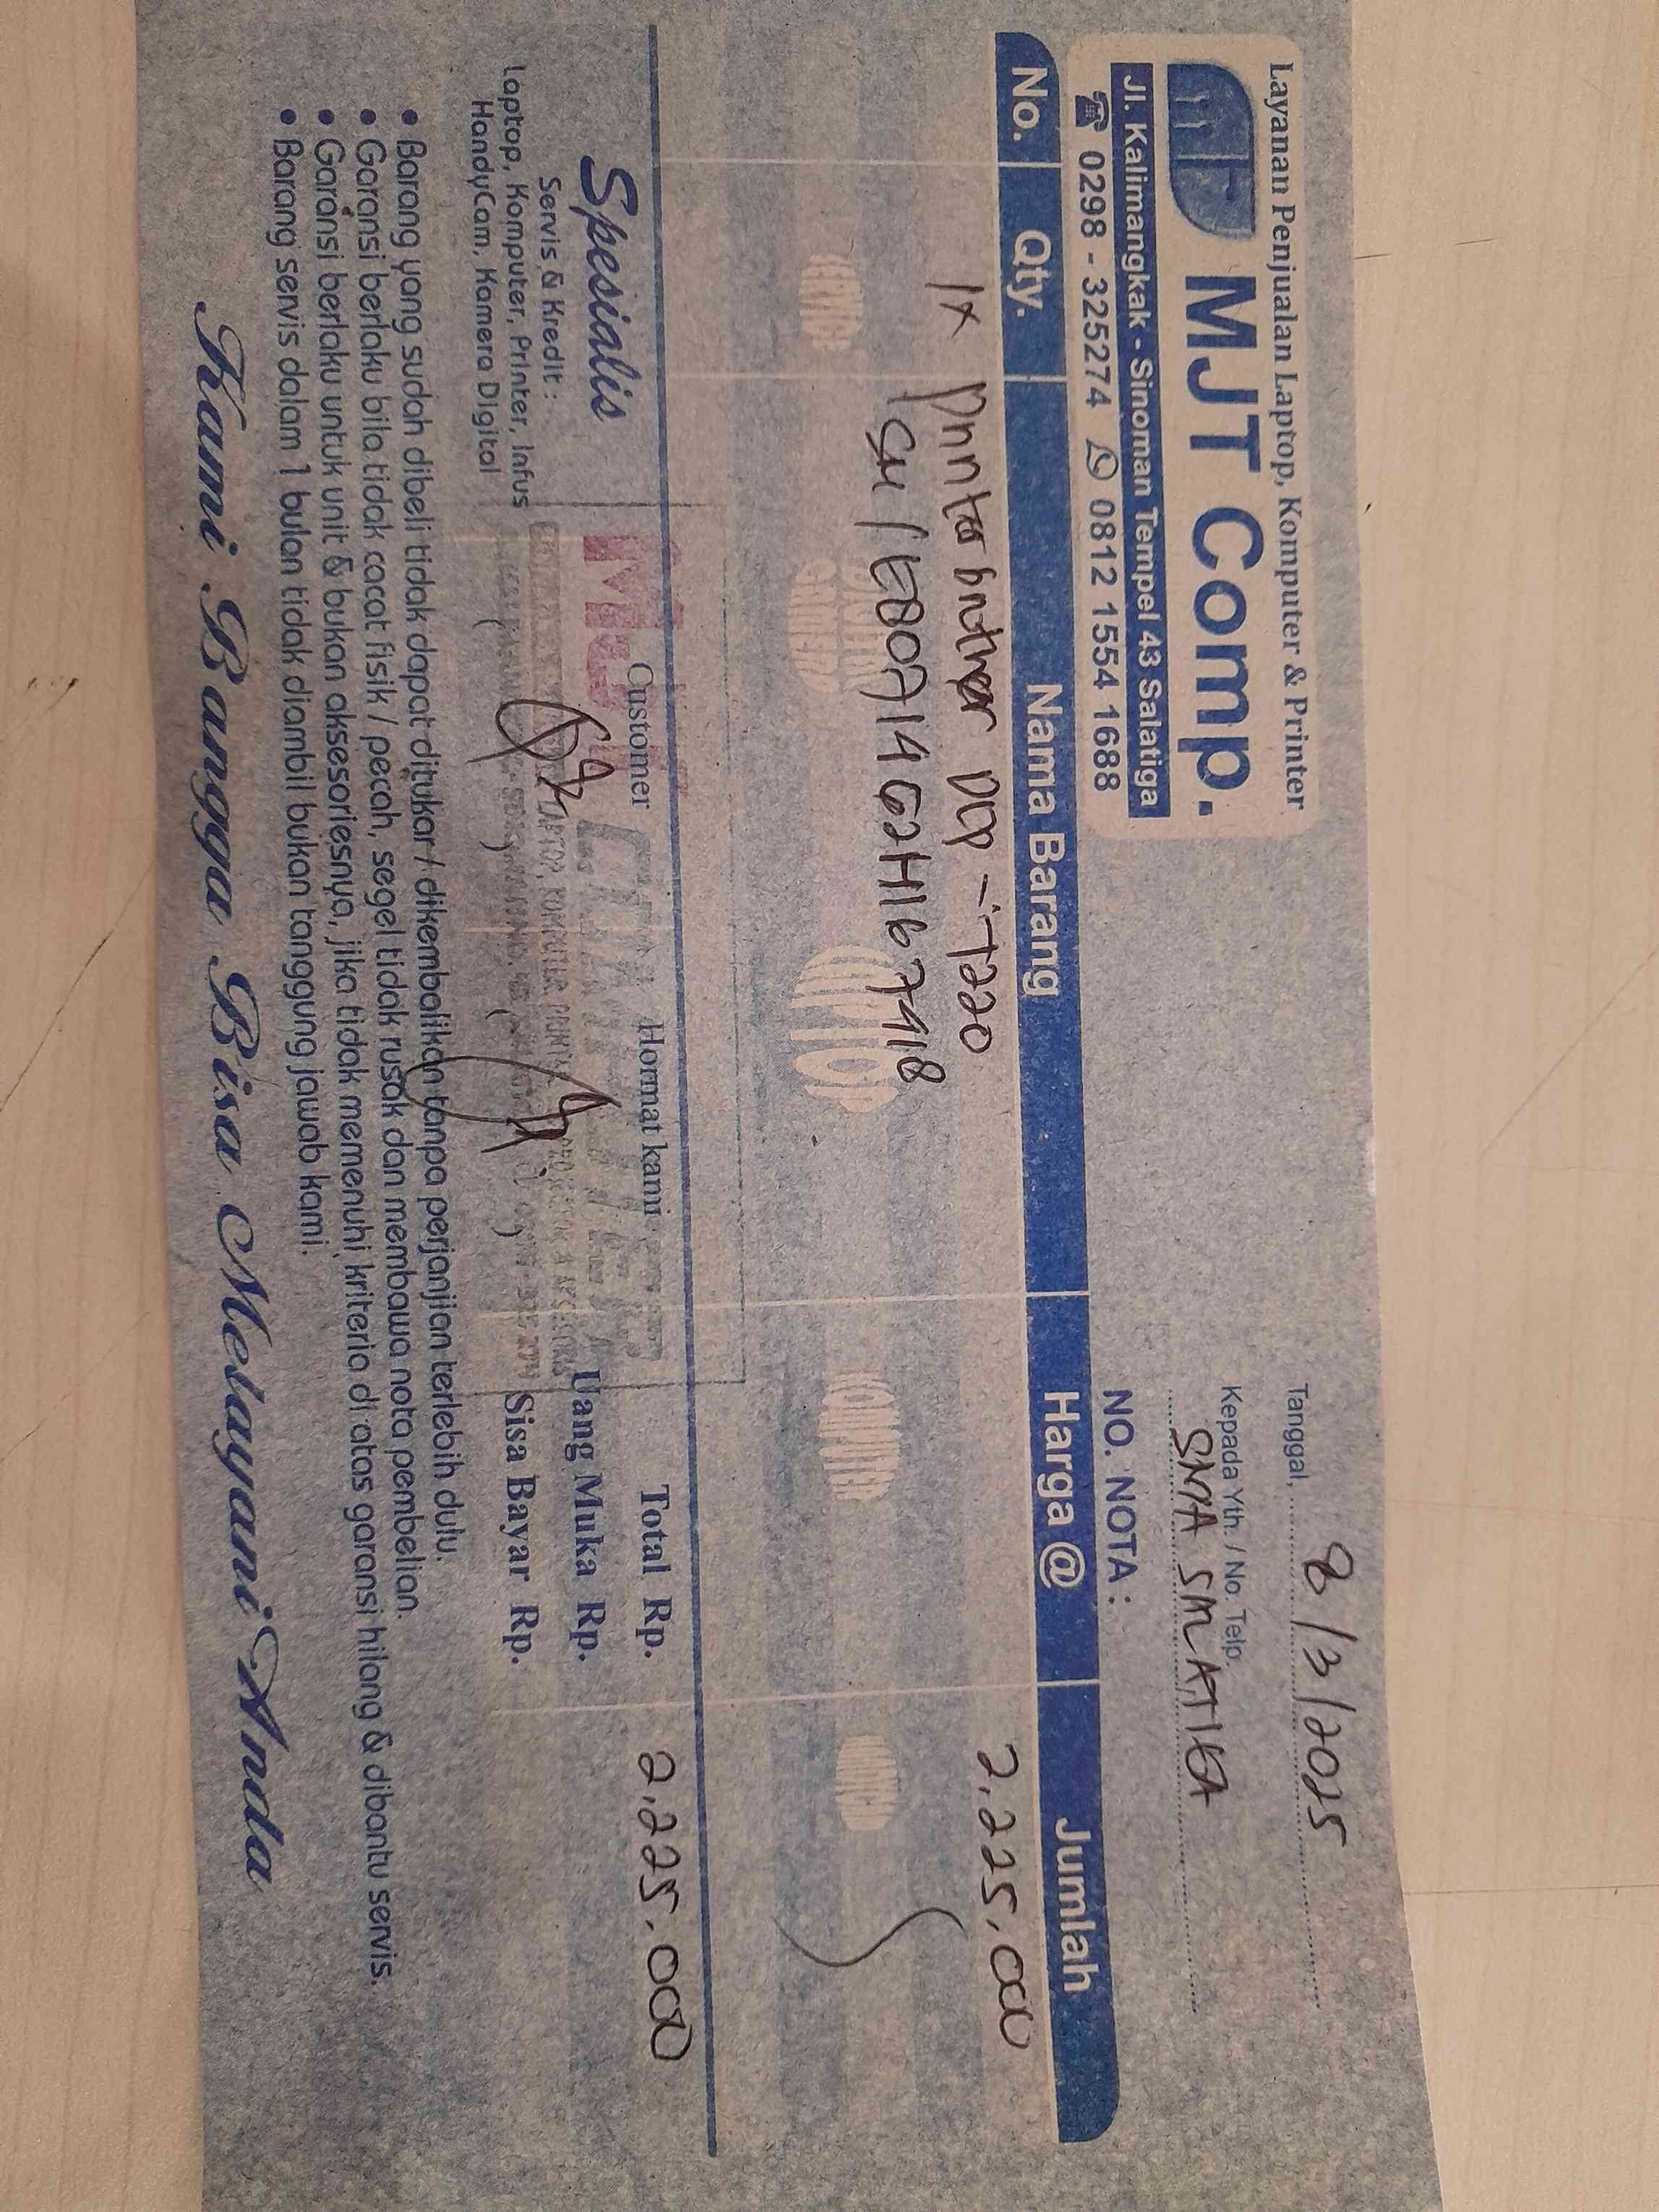 Layanan Penjualan Laptop, Komputer & Printer
MJT Comp.
Jl. Kalimangkak - Sinoman Tempel 43 Salatiga
0298 - 325274 0812 1554 1688
Tanggal, 8/3/2025
Kepada Yth. / No. Telp.
SMA
NO. NOTA :
No. Qty. Nama Barang Harga @ Jumlah
1x Printer brother DCP-T220 2.225.000
Spesialis
Servis & Kredit :
Laptop, Komputer, Printer, Infus
HandyCam, Kamera Digital
Customer
Hormat kami
Total Rp. 2.225.000
Uang Muka Rp.
Sisa Bayar Rp.
• Barang yang sudah dibeli tidak dapat ditukar / dikembalikan tanpa perjanjian terlebih dulu.
• Garansi berlaku bila tidak cacat fisik / pecah, segel tidak rusak dan membawa nota pembelian.
• Garansi berlaku untuk unit & bukan aksesoriesnya, jika tidak memenuhi kriteria di atas garansi hilang & dibantu servis.
• Barang servis dalam 1 bulan tidak diambil bukan tanggung jawab kami.
Kami Bangga Bisa Melayani Anda